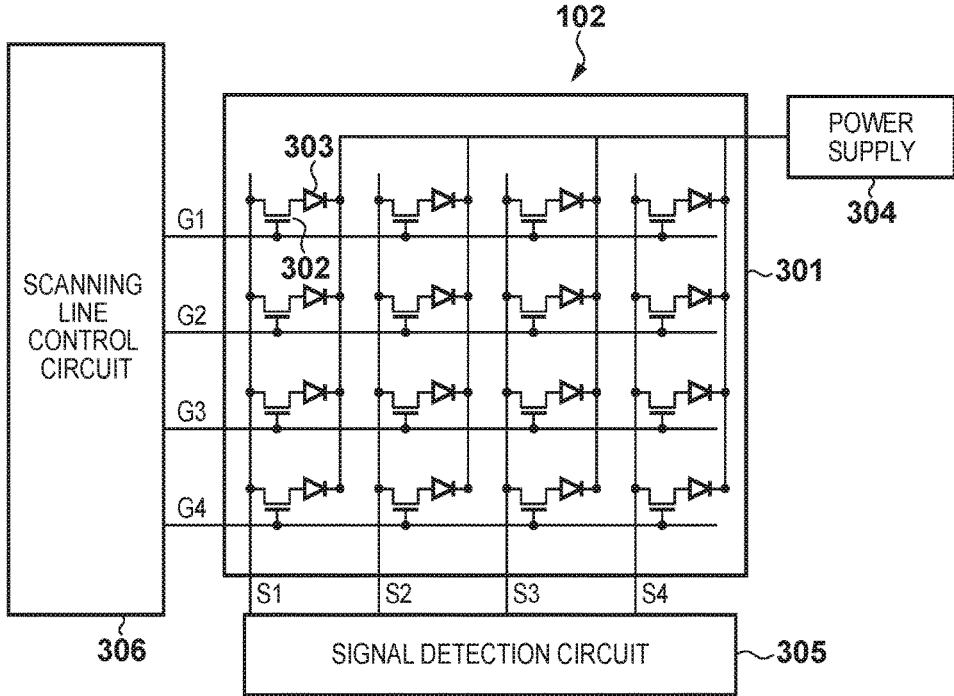 102
303
POWER
SUPPLY
304
G1
302
301
SCANNING
LINE
CONTROL
CIRCUIT
G2
G3
G4
S1
S2
S3
S4
306
SIGNAL DETECTION CIRCUIT
305